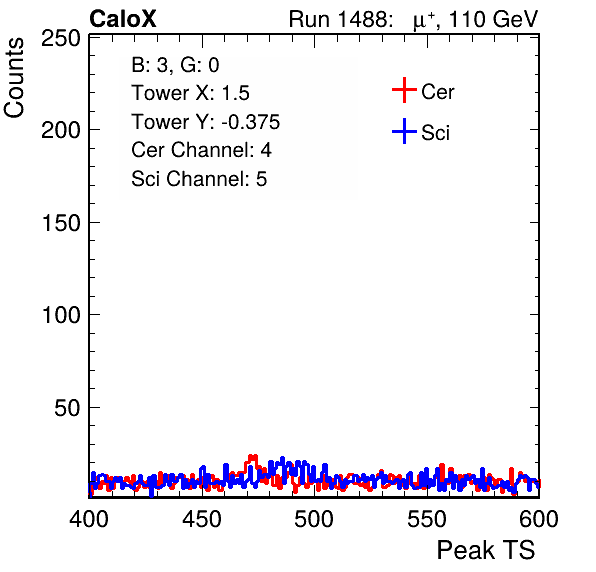 CaloX Run 1488: μ⁺, 110 GeV
Counts
250
200
150
100
50
B: 3, G: 0
Tower X: 1.5
Tower Y: -0.375
Cer Channel: 4
Sci Channel: 5
Cer
Sci
400 450 500 550 600
Peak TS